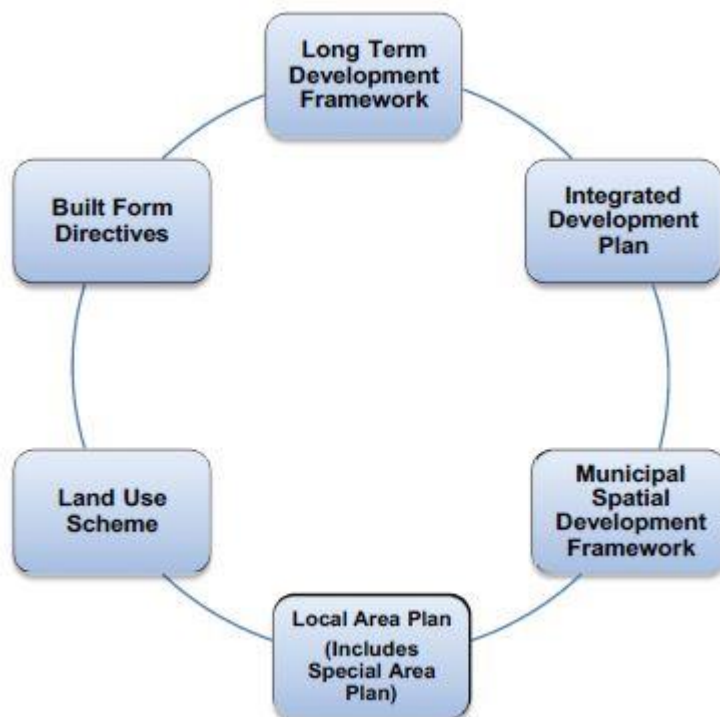 Long Term
Development
Framework
Integrated
Development
Plan
Municipal
Spatial
Development
Framework
Local Area Plan
(Includes
Special Area
Plan)
Land Use
Scheme
Built Form
Directives